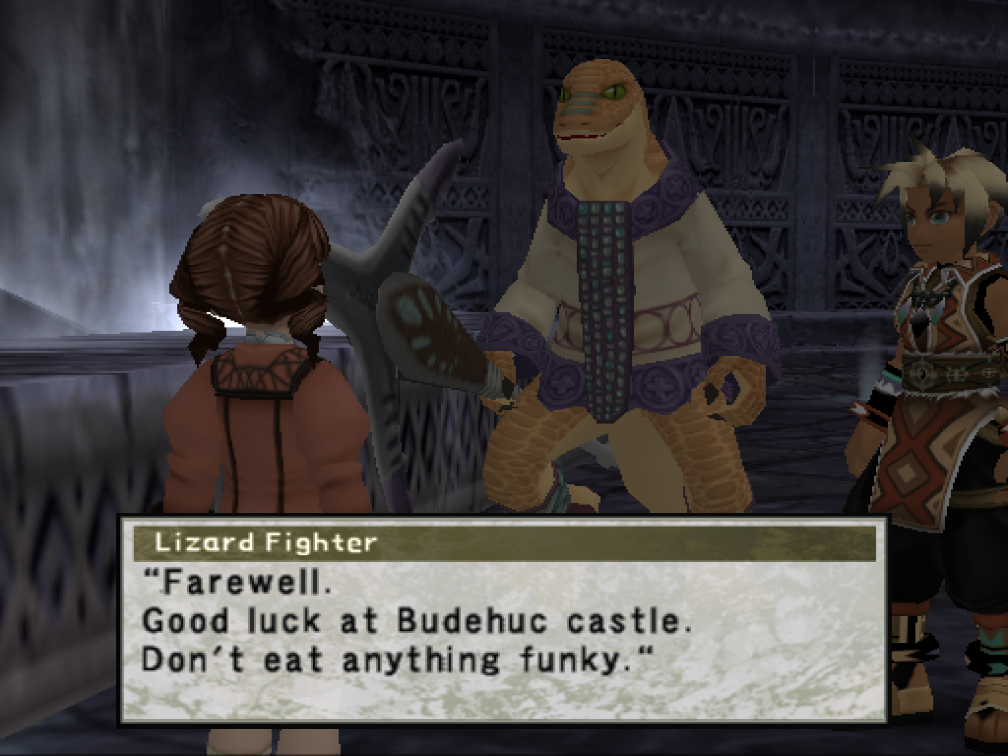 Lizard Fighter
“Farewell.
Good luck at Budehuc castle.
Don't eat anything funky.“